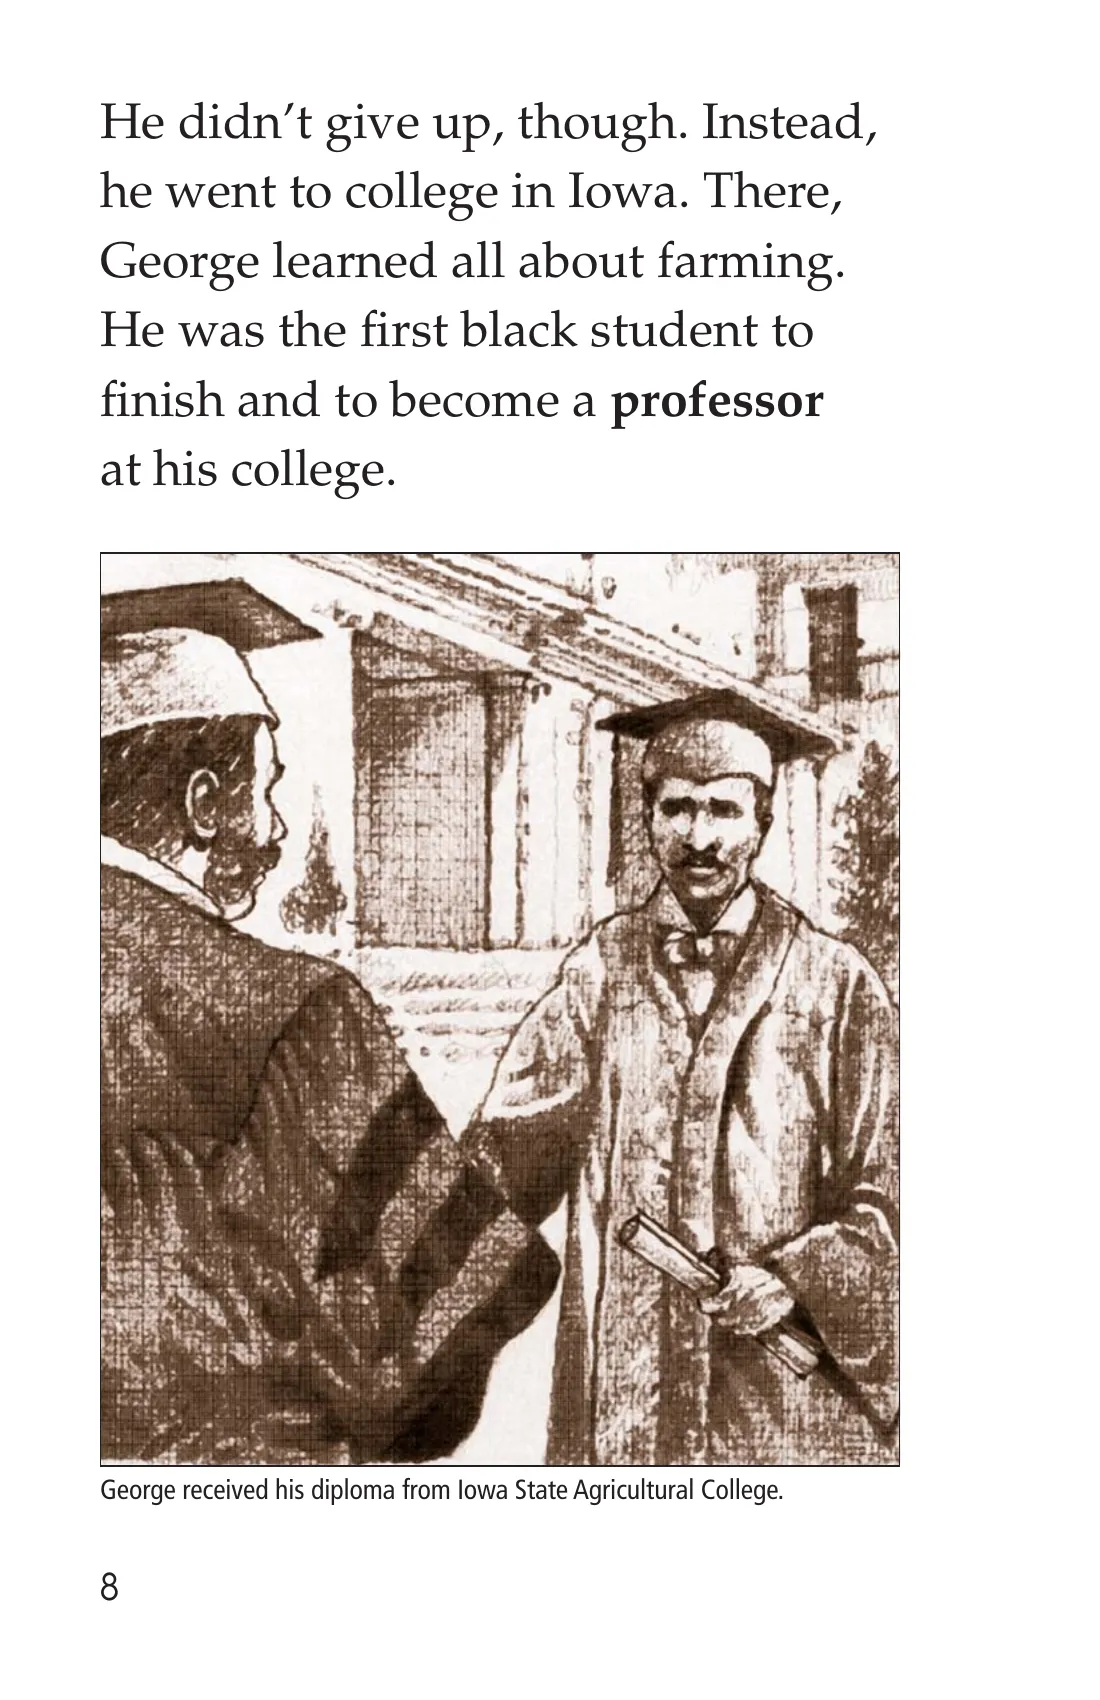 He didn’t give up, though. Instead,
he went to college in Iowa. There,
George learned all about farming.
He was the first black student to
finish and to become a professor
at his college.
George received his diploma from Iowa State Agricultural College.
8